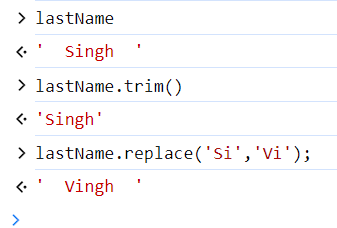 > lastName
<· '  Singh  '
> lastName.trim()
<· 'Singh'
> lastName.replace('Si','Vi');
<· '  Vingh  '
>